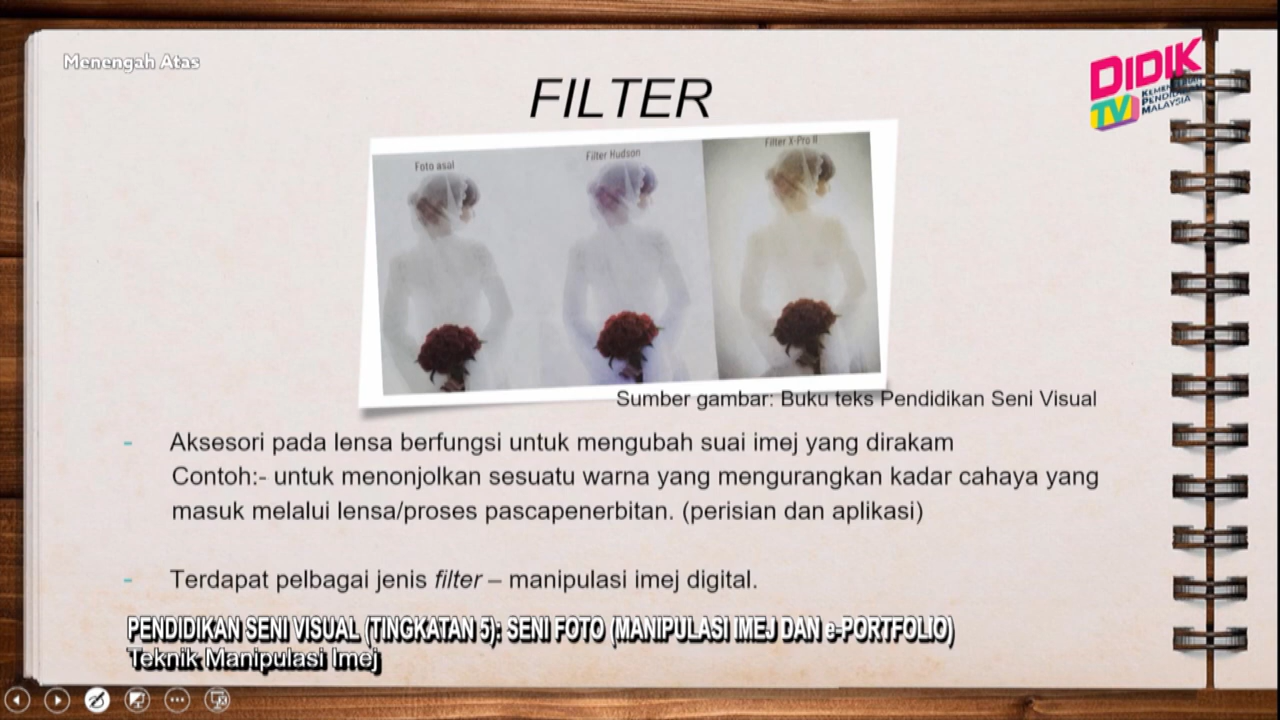 Menengah Atas
DIDIK
TV
KEMENTERIAN
PENDIDIKAN
MALAYSIA
FILTER
Foto asal
Filter Hudson
Filter X-Pro II
Sumber gambar: Buku teks Pendidikan Seni Visual
- Aksesori pada lensa berfungsi untuk mengubah suai imej yang dirakam
Contoh:- untuk menonjolkan sesuatu warna yang mengurangkan kadar cahaya yang
masuk melalui lensa/proses pascapenerbitan. (perisian dan aplikasi)
- Terdapat pelbagai jenis filter – manipulasi imej digital.
PENDIDIKAN SENI VISUAL (TINGKATAN 5): SENI FOTO (MANIPULASI IMEJ DAN e-PORTFOLIO)
Teknik Manipulasi Imej